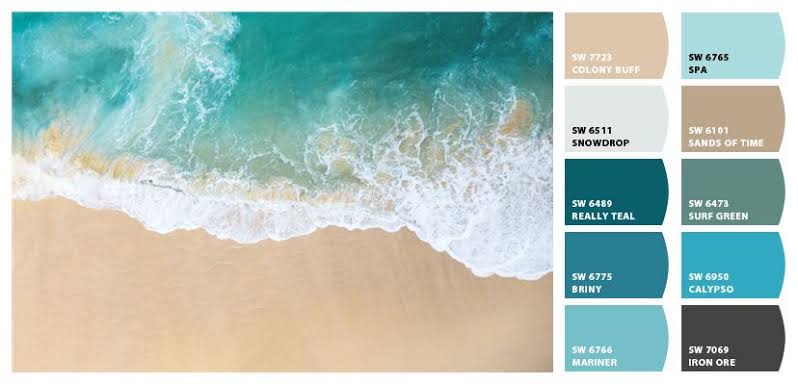 SW 7723
COLONY BUFF
SW 6765
SPA
SW 6511
SNOWDROP
SW 6101
SANDS OF TIME
SW 6489
REALLY TEAL
SW 6473
SURF GREEN
SW 6775
BRINY
SW 6950
CALYPSO
SW 6766
MARINER
SW 7069
IRON ORE